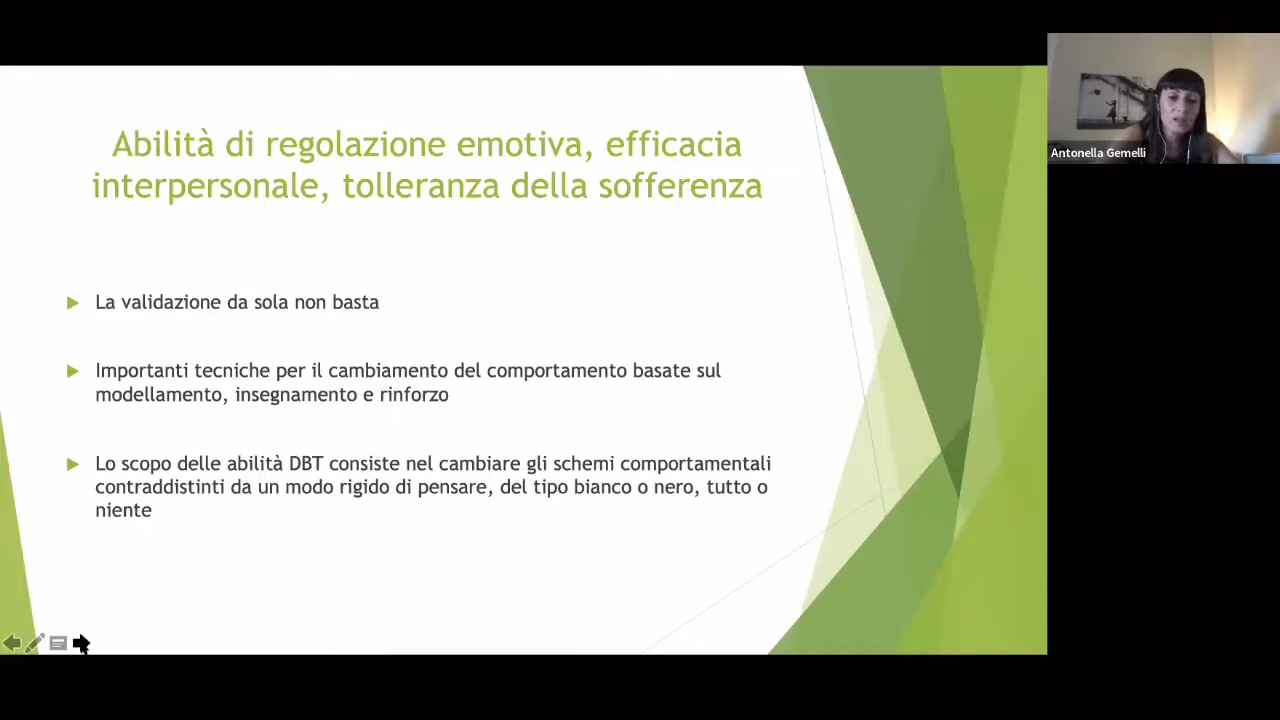 Abilità di regolazione emotiva, efficacia
interpersonale, tolleranza della sofferenza
La validazione da sola non basta
Importanti tecniche per il cambiamento del comportamento basate sul
modellamento, insegnamento e rinforzo
Lo scopo delle abilità DBT consiste nel cambiare gli schemi comportamentali
contraddistinti da un modo rigido di pensare, del tipo bianco o nero, tutto o
niente
Antonella Gemelli